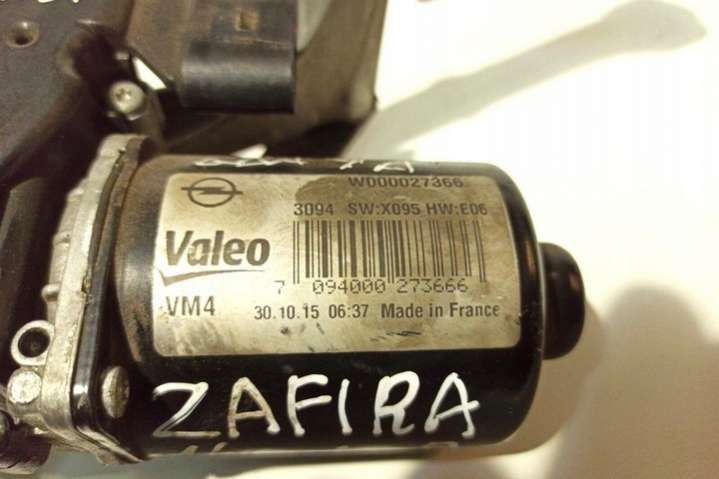 W000027366
3094 SW:X095 HW:E06
Valeo
7 094000 273666
VM4
30.10.15 06:37 Made in France
ZAFIRA